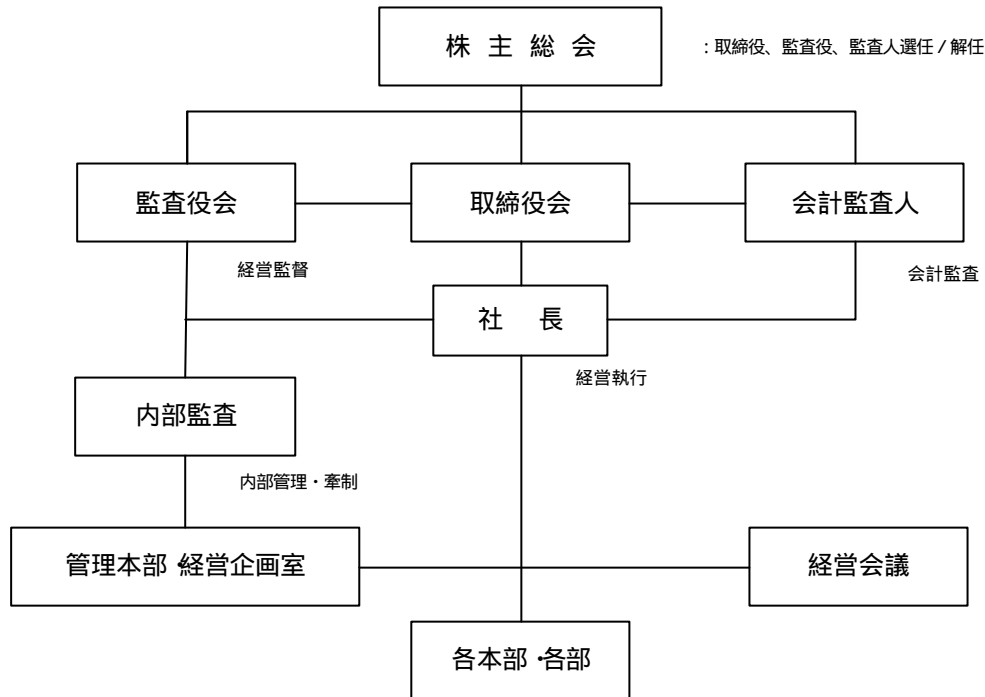 株 主 総 会
:取締役、監査役、監査人選任/解任
監査役会
取締役会
会計監査人
経営監督
会計監査
社 長
経営執行
内部監査
内部管理・牽制
管理本部・経営企画室
経営会議
各本部・各部